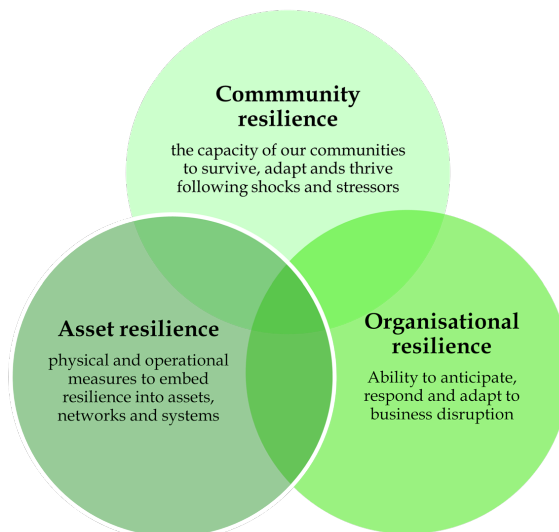 Commmunity
resilience
the capacity of our communities
to survive, adapt ands thrive
following shocks and stressors
Asset resilience
physical and operational
measures to embed
resilience into assets,
networks and systems
Organisational
resilience
Ability to anticipate,
respond and adapt to
business disruption